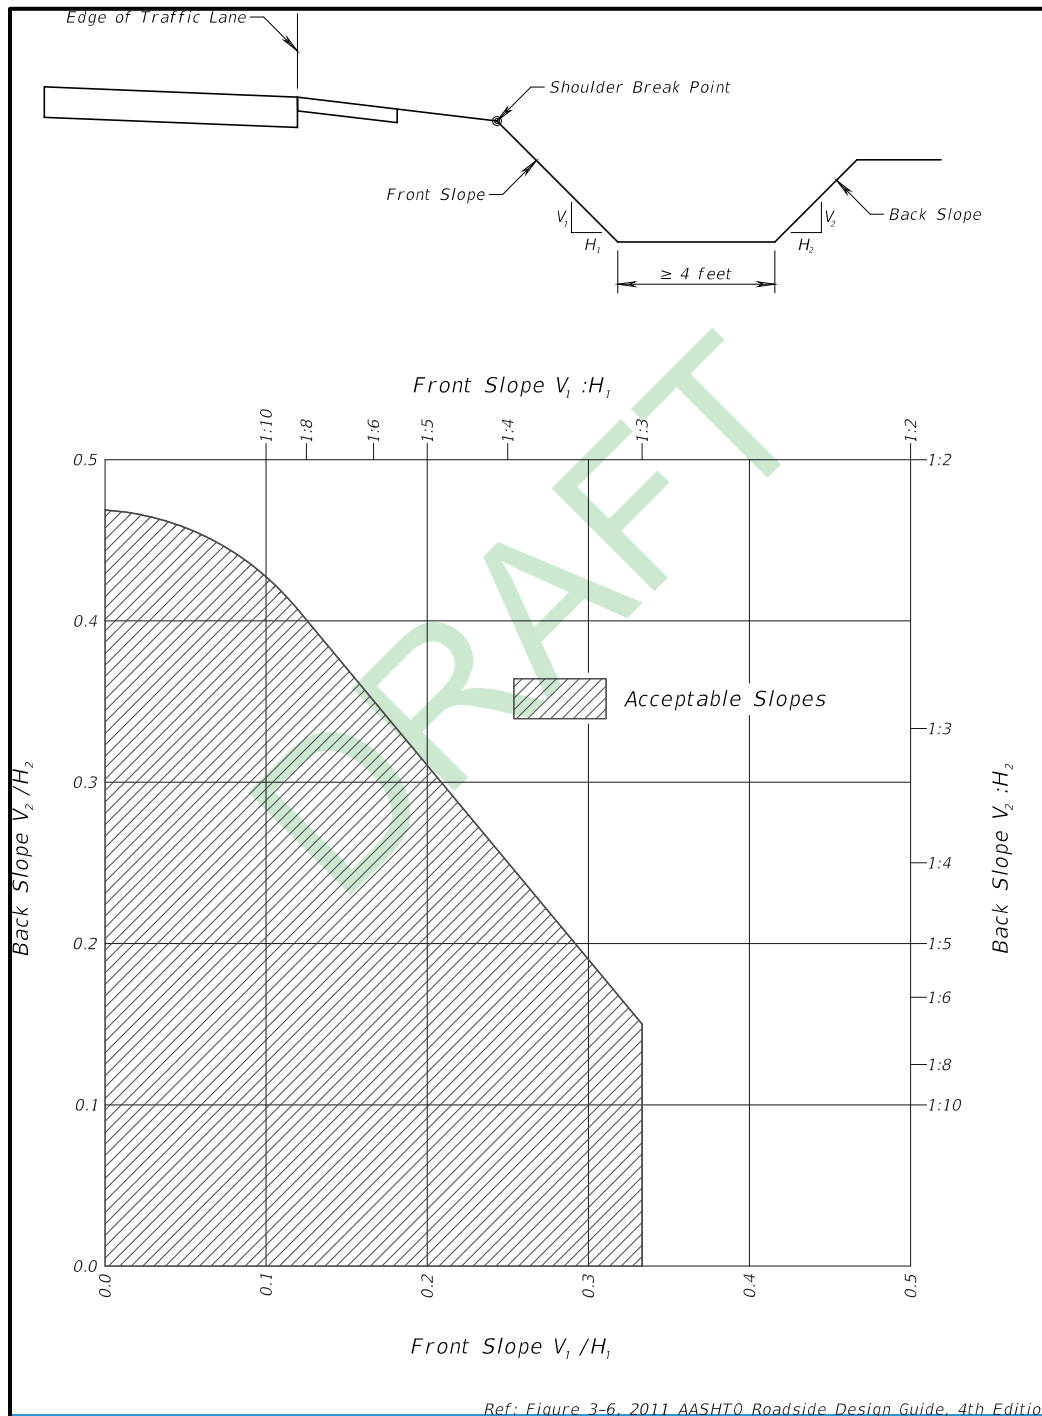 Edge of Traffic Lane
Shoulder Break Point
Front Slope
Back Slope
V1
H1
V2
H2
≥ 4 feet
Front Slope V1 :H1
1:10
1:8
1:6
1:5
1:4
1:3
1:2
0.5
0.4
0.3
0.2
0.1
0.0
Back Slope V2 /H2
DRAFT
Acceptable Slopes
1:2
1:3
1:4
1:5
1:6
1:8
1:10
Back Slope V2 :H2
0.0
0.1
0.2
0.3
0.4
0.5
Front Slope V1 /H1
Ref: Figure 3-6, 2011 AASHTO Roadside Design Guide, 4th Editio